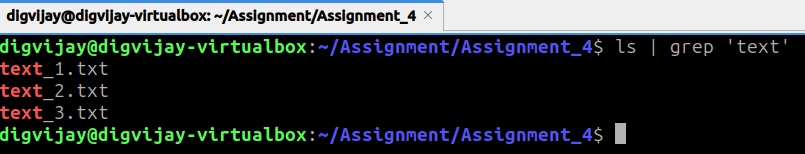 digvijay@digvijay-virtualbox: ~/Assignment/Assignment_4 ×
digvijay@digvijay-virtualbox:~/Assignment/Assignment_4$ ls | grep 'text'
text_1.txt
text_2.txt
text_3.txt
digvijay@digvijay-virtualbox:~/Assignment/Assignment_4$